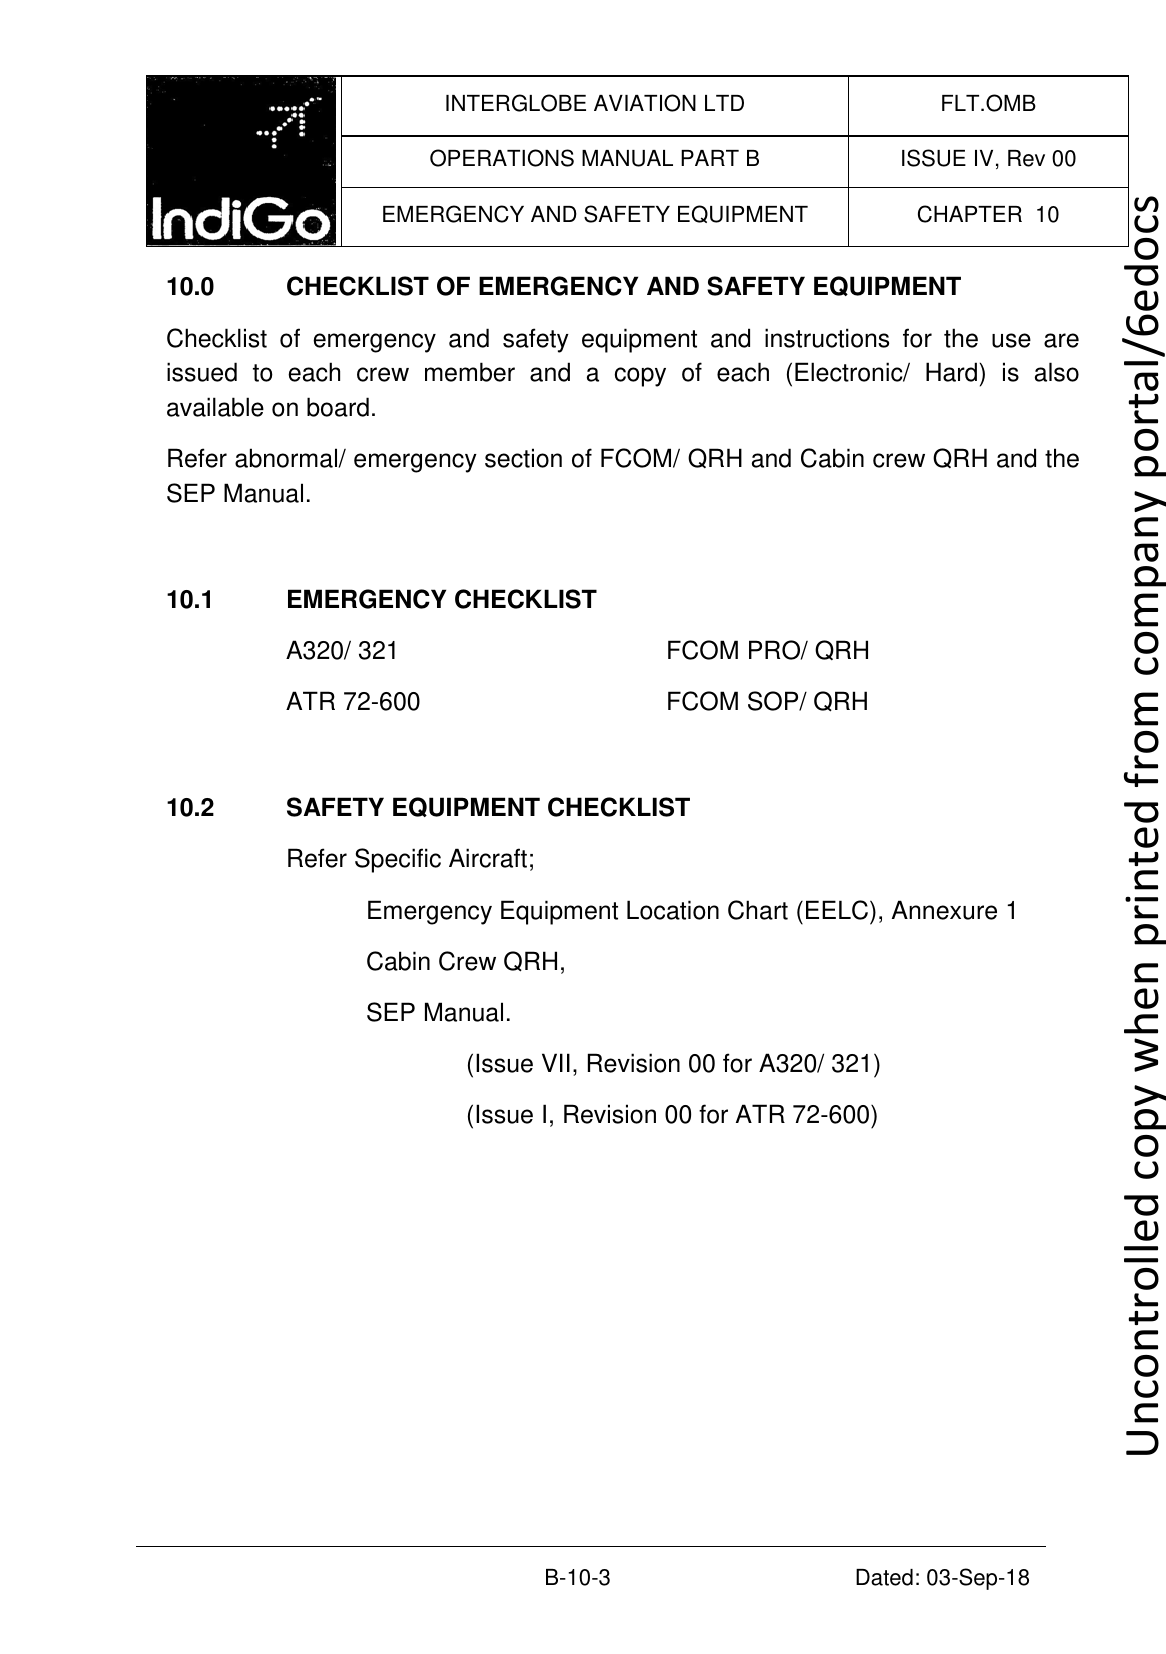 IndiGo
INTERGLOBE AVIATION LTD
FLT.OMB
OPERATIONS MANUAL PART B
ISSUE IV, Rev 00
EMERGENCY AND SAFETY EQUIPMENT
CHAPTER 10
10.0 CHECKLIST OF EMERGENCY AND SAFETY EQUIPMENT
Checklist of emergency and safety equipment and instructions for the use are
issued to each crew member and a copy of each (Electronic/ Hard) is also
available on board.
Refer abnormal/ emergency section of FCOM/ QRH and Cabin crew QRH and the
SEP Manual.
10.1 EMERGENCY CHECKLIST
A320/ 321 FCOM PRO/ QRH
ATR 72-600 FCOM SOP/ QRH
10.2 SAFETY EQUIPMENT CHECKLIST
Refer Specific Aircraft;
Emergency Equipment Location Chart (EELC), Annexure 1
Cabin Crew QRH,
SEP Manual.
(Issue VII, Revision 00 for A320/ 321)
(Issue I, Revision 00 for ATR 72-600)
B-10-3 Dated: 03-Sep-18
Uncontrolled copy when printed from company portal/6edocs